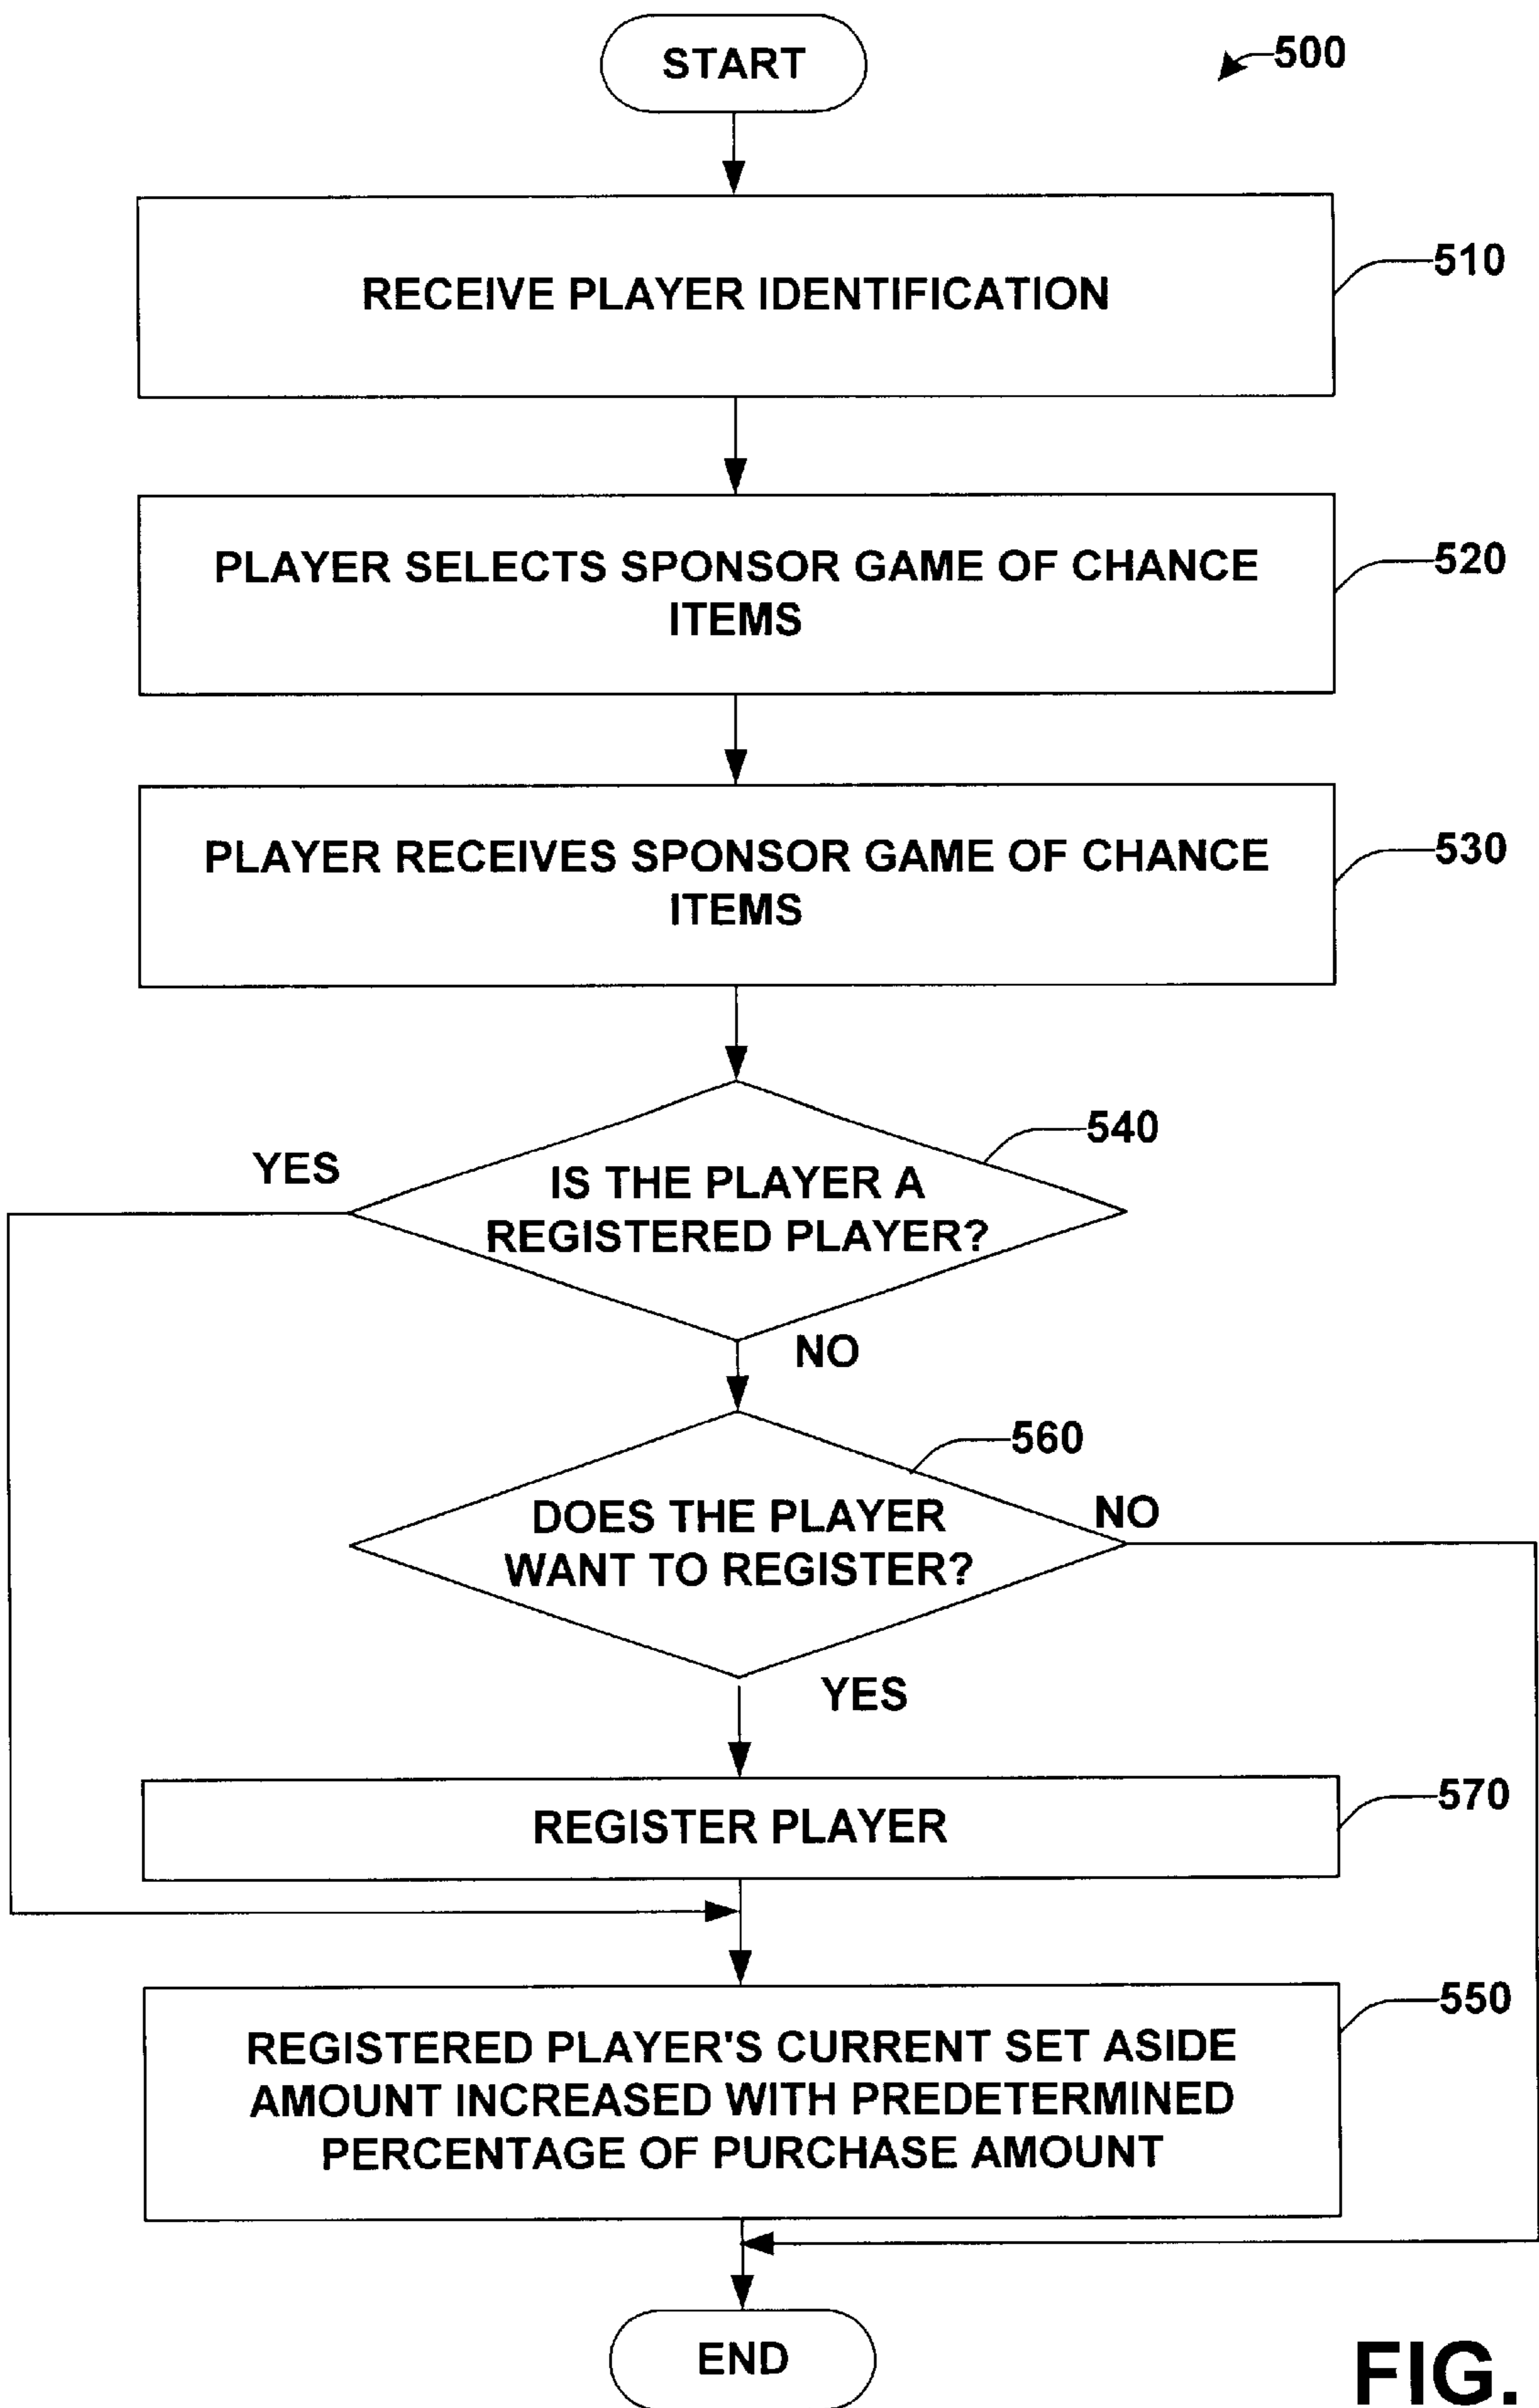 START
500
RECEIVE PLAYER IDENTIFICATION
510
PLAYER SELECTS SPONSOR GAME OF CHANCE
ITEMS
520
PLAYER RECEIVES SPONSOR GAME OF CHANCE
ITEMS
530
IS THE PLAYER A
REGISTERED PLAYER?
540
YES
NO
DOES THE PLAYER
WANT TO REGISTER?
560
NO
YES
REGISTER PLAYER
570
REGISTERED PLAYER'S CURRENT SET ASIDE
AMOUNT INCREASED WITH PREDETERMINED
PERCENTAGE OF PURCHASE AMOUNT
550
END
FIG.